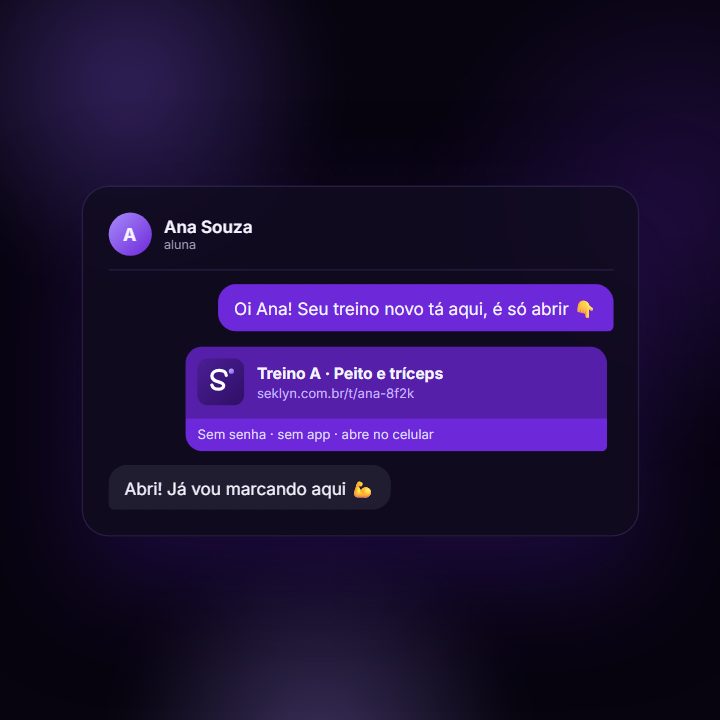 A
Ana Souza
aluna
Oi Ana! Seu treino novo tá aqui, é só abrir 👇
S
Treino A · Peito e tríceps
seklyn.com.br/t/ana-8f2k
Sem senha · sem app · abre no celular
Abri! Já vou marcando aqui 💪